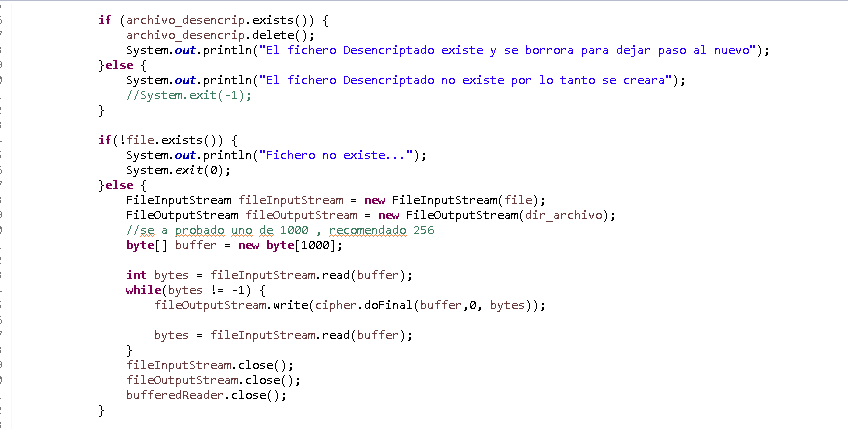 if (archivo_desencrip.exists()) {
archivo_desencrip.delete();
System.out.println("El fichero Desencriptado existe y se borrora para dejar paso al nuevo");
}else {
System.out.println("El fichero Desencriptado no existe por lo tanto se creara");
//System.exit(-1);
}
if(!file.exists()) {
System.out.println("Fichero no existe...");
System.exit(0);
}else {
FileInputStream fileInputStream = new FileInputStream(file);
FileOutputStream fileOutputStream = new FileOutputStream(dir_archivo);
//se a probado uno de 1000 , recomendado 256
byte[] buffer = new byte[1000];
int bytes = fileInputStream.read(buffer);
while(bytes != -1) {
fileOutputStream.write(cipher.doFinal(buffer,0, bytes));
bytes = fileInputStream.read(buffer);
}
fileInputStream.close();
fileOutputStream.close();
bufferedReader.close();
}